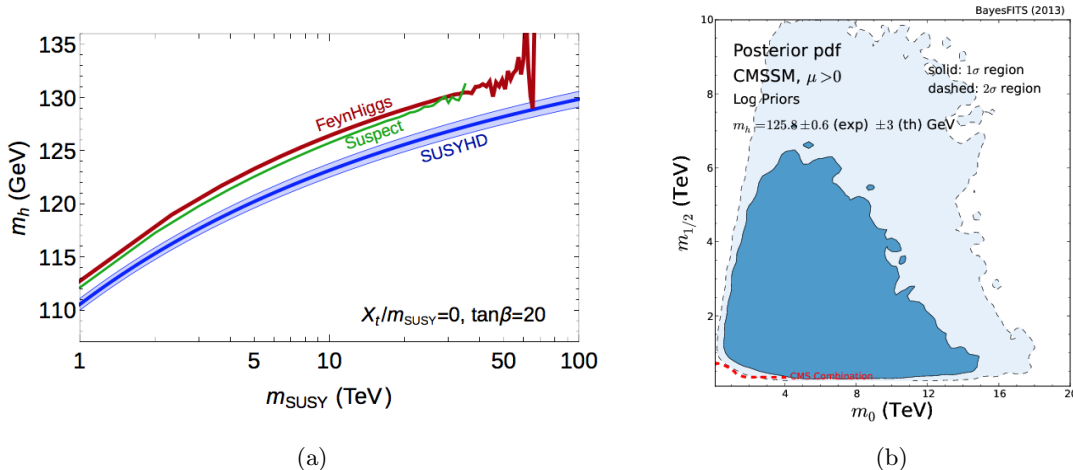 135
130
125
120
115
110
m_h (GeV)
FeynHiggs
Suspect
SUSYHD
X_t/m_SUSY=0, tanβ=20
1
5
10
50
100
m_SUSY (TeV)
(a)
BayesFITS (2013)
10
8
6
4
2
m_1/2 (TeV)
Posterior pdf
CMSSM, μ >0
Log Priors
m_h =125.8 ±0.6 (exp) ±3 (th) GeV
solid: 1σ region
dashed: 2σ region
CMS Combination
4
8
12
16
20
m_0 (TeV)
(b)